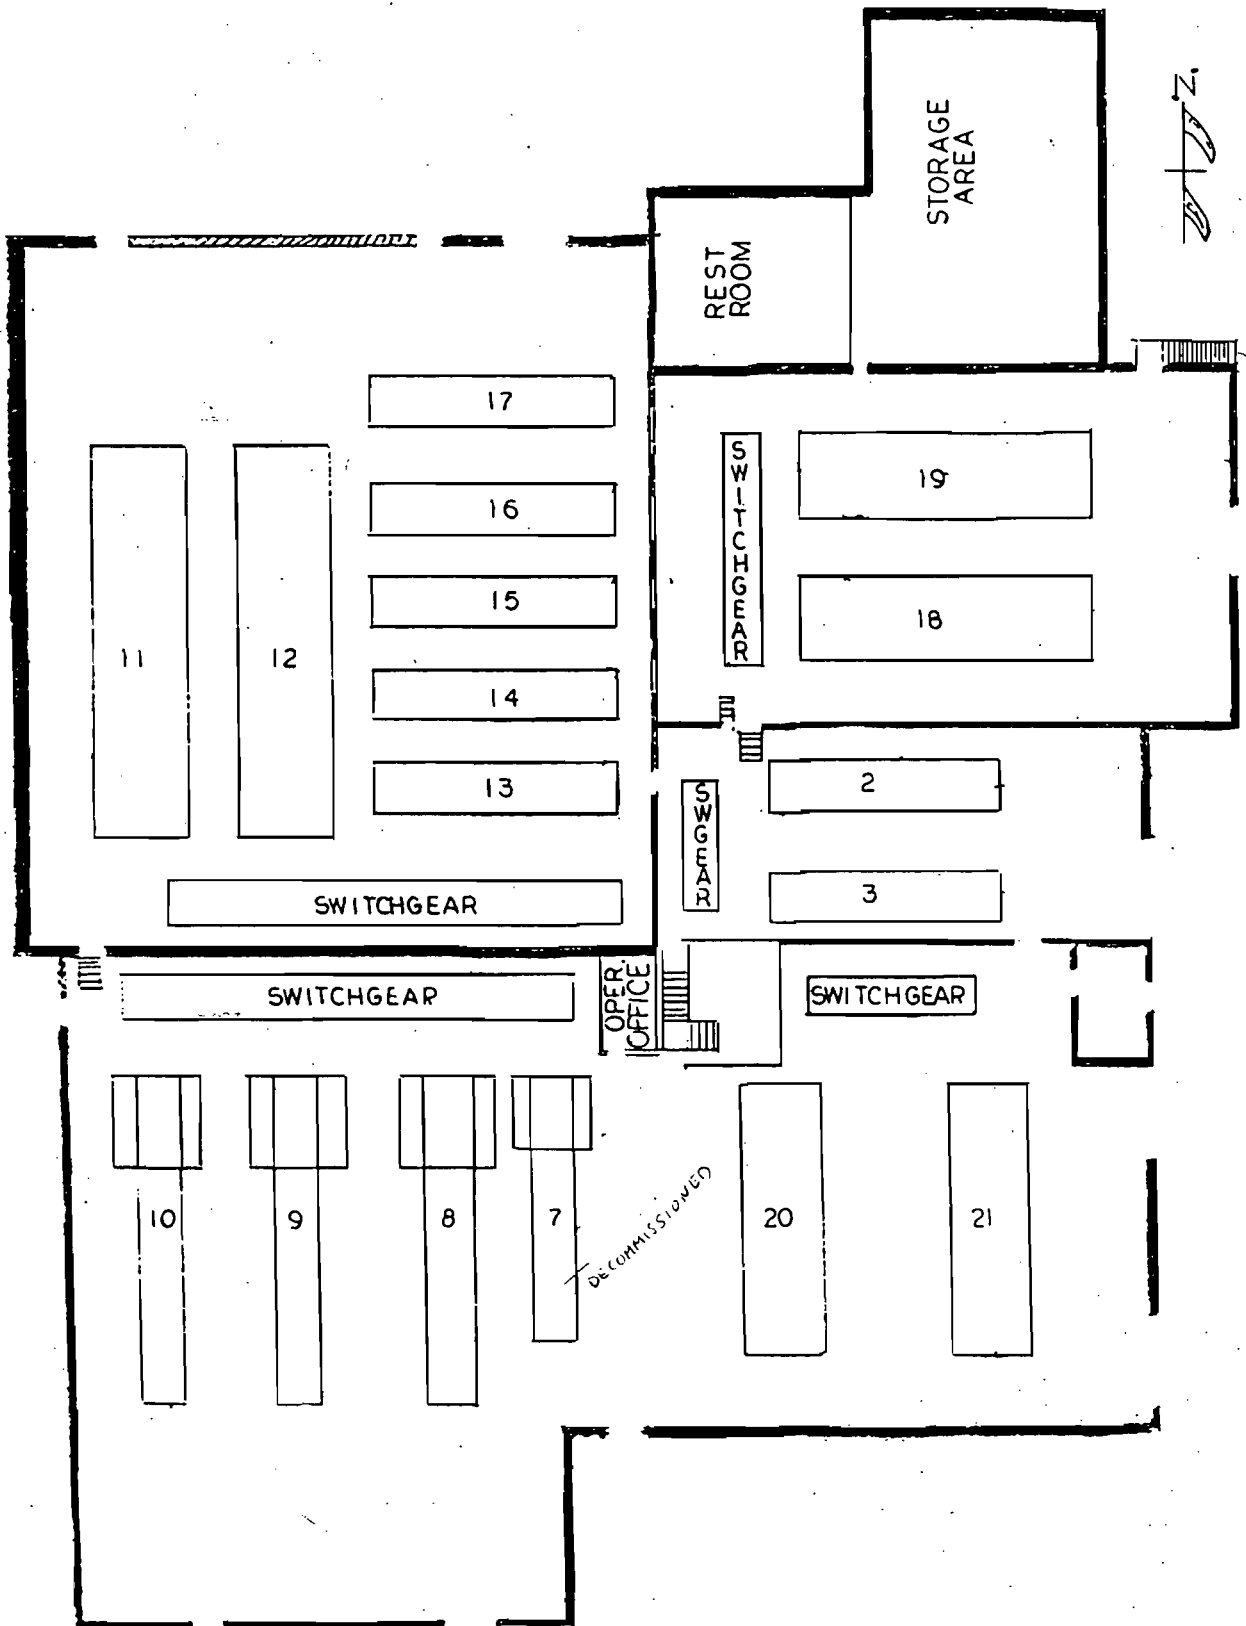 N.
STORAGE
AREA
REST
ROOM
17
16
15
14
13
11
12
SWITCHGEAR
SWITCHGEAR
19
18
2
3
SWGEAR
SWITCHGEAR
OPER.
OFFICE
SWITCHGEAR
10
9
8
7
DECOMMISSIONED
20
21